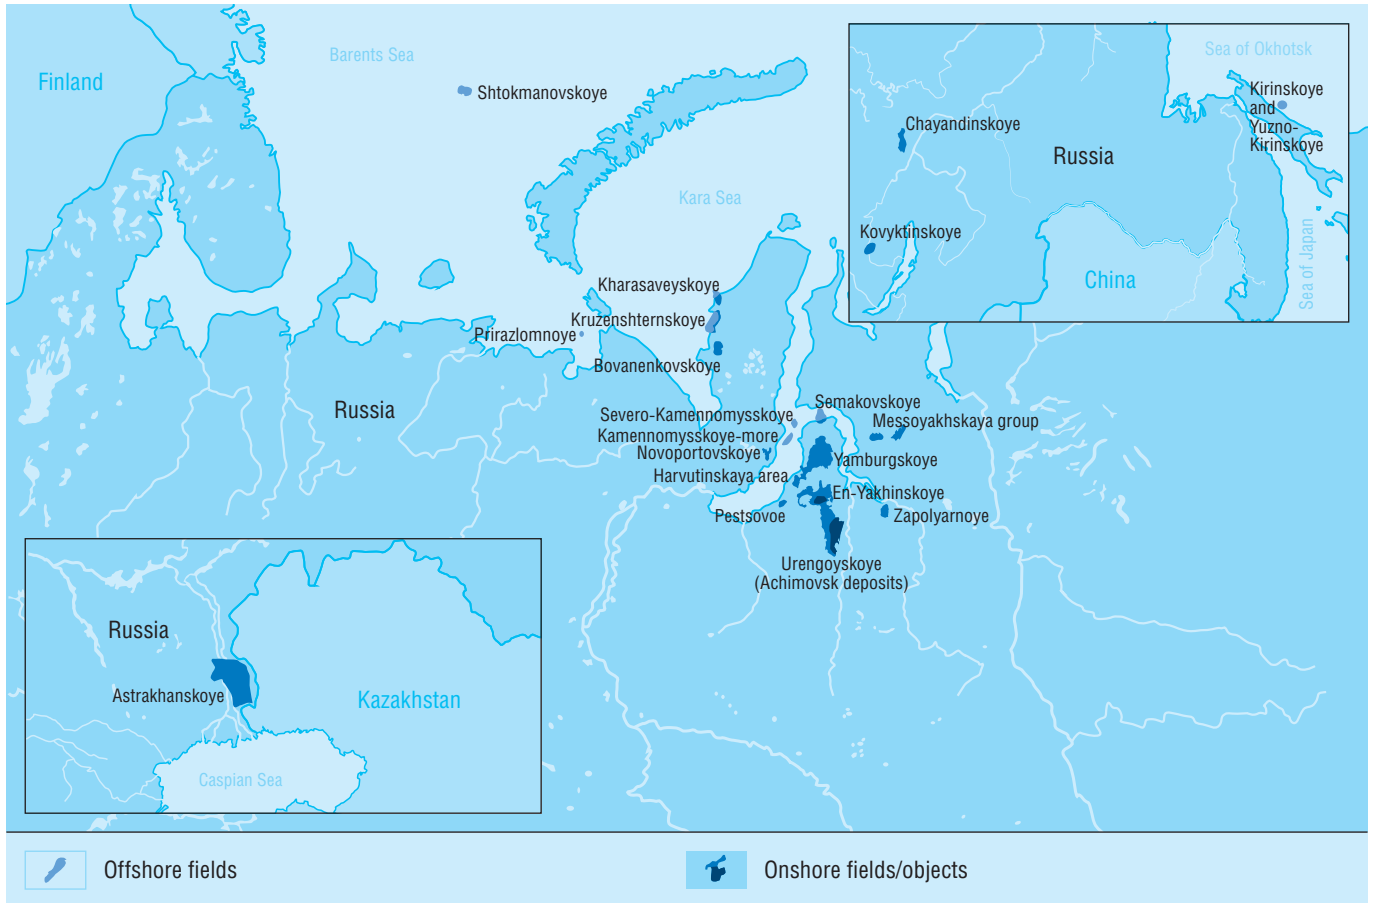 Barents Sea
Finland
Shtokmanovskoye
Kara Sea
Kharasaveyskoye
Kruzenshternskoye
Prirazlomnoye
Bovanenkovskoye
Russia
Semakovskoye
Severo-Kamennomysskoye
Messoyakhskaya group
Kamennomysskoye-more
Novoportovskoye
Yamburgskoye
Harvutinskaya area
En-Yakhinskoye
Pestsovoe
Zapolyarnoye
Urengoyskoye
(Achimovsk deposits)
Sea of Okhotsk
Kirinskoye
and
Yuzno-
Kirinskoye
Chayandinskoye
Russia
Kovyktinskoye
China
Sea of Japan
Russia
Astrakhanskoye
Kazakhstan
Caspian Sea
Offshore fields
Onshore fields/objects